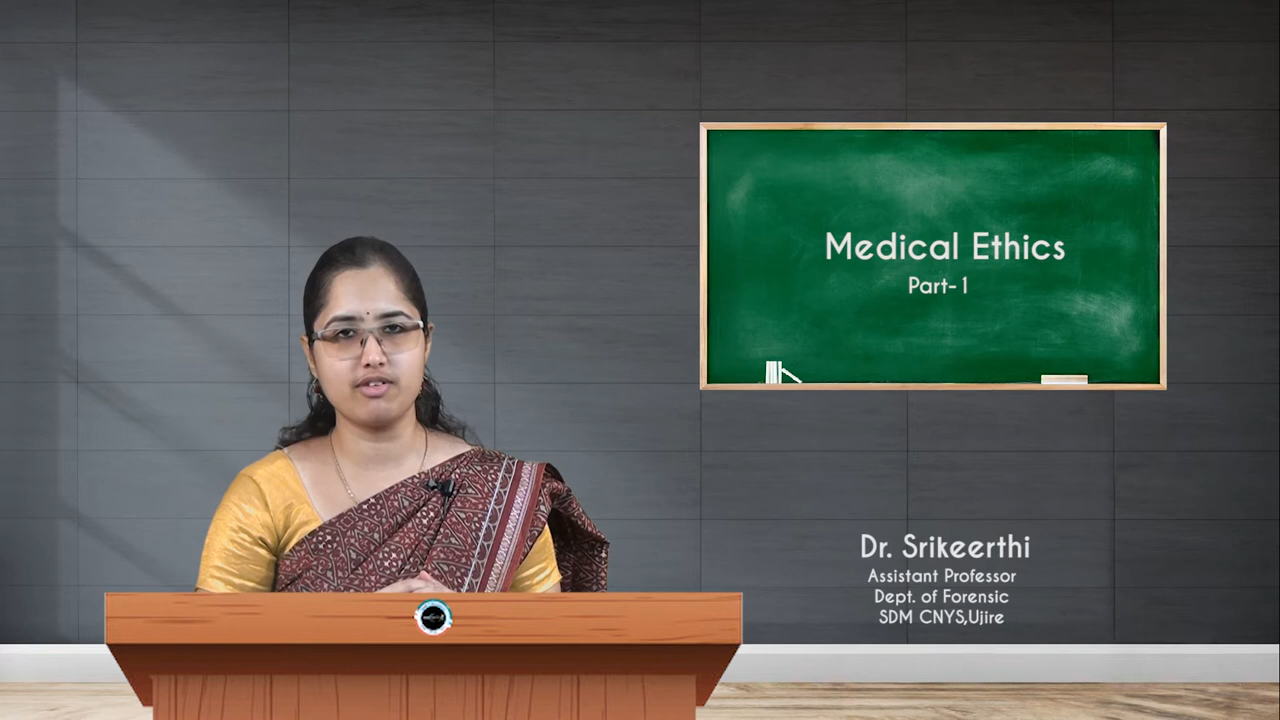 Medical Ethics
Part- 1
Dr. Srikeerthi
Assistant Professor
Dept. of Forensic
SDM CNYS,Ujire